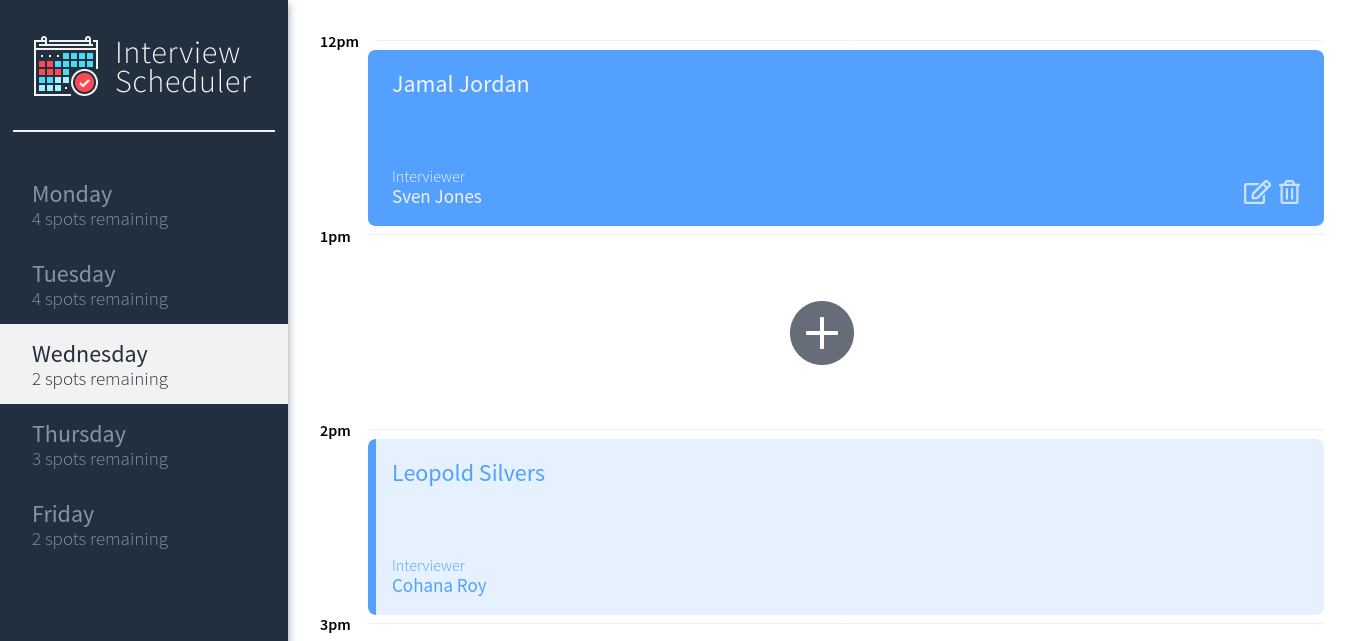 Interview
Scheduler
Monday
4 spots remaining
Tuesday
4 spots remaining
Wednesday
2 spots remaining
Thursday
3 spots remaining
Friday
2 spots remaining
12pm
Jamal Jordan
Interviewer
Sven Jones
1pm
2pm
Leopold Silvers
Interviewer
Cohana Roy
3pm